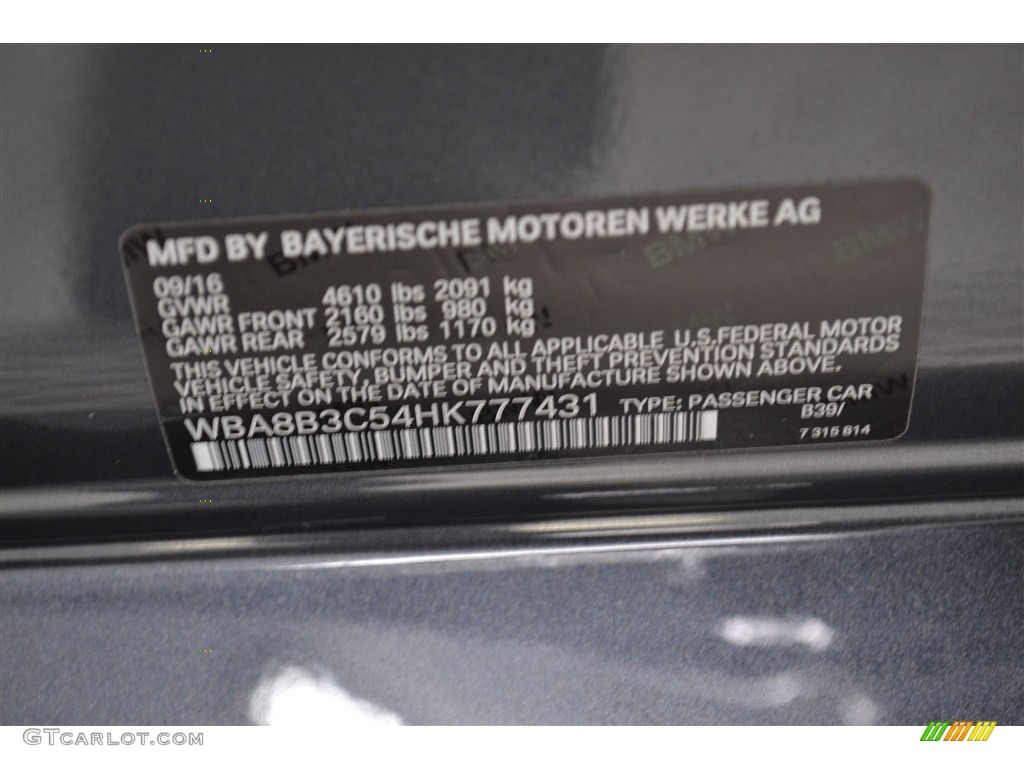 MFD BY BAYERISCHE MOTOREN WERKE AG
09/16
GVWR 4610 lbs 2091 kg
GAWR FRONT 2160 lbs 980 kg
GAWR REAR 2579 lbs 1170 kg
THIS VEHICLE CONFORMS TO ALL APPLICABLE U.S.FEDERAL MOTOR
VEHICLE SAFETY, BUMPER AND THEFT PREVENTION STANDARDS
IN EFFECT ON THE DATE OF MANUFACTURE SHOWN ABOVE.
WBA8B3C54HK777431 TYPE: PASSENGER CAR
B39/
7 315 814
BMW BMW BMW
GTCarLot.com